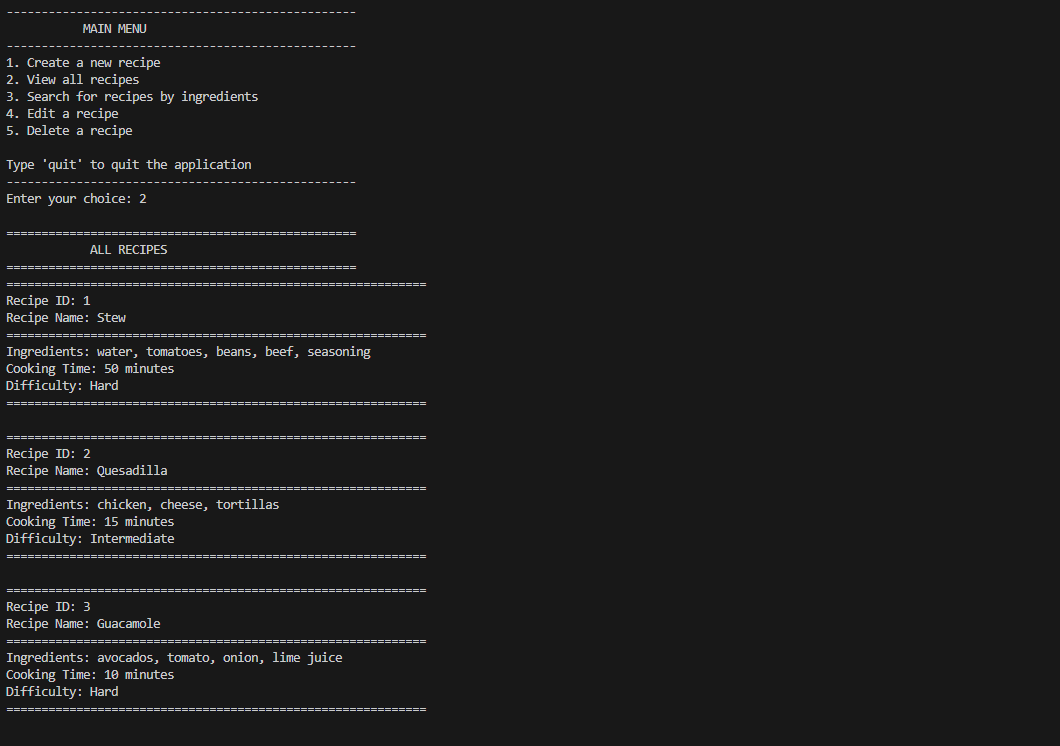 --------------------------------------------------
           MAIN MENU
--------------------------------------------------
1. Create a new recipe
2. View all recipes
3. Search for recipes by ingredients
4. Edit a recipe
5. Delete a recipe

Type 'quit' to quit the application
--------------------------------------------------
Enter your choice: 2

==================================================
            ALL RECIPES
==================================================
============================================================
Recipe ID: 1
Recipe Name: Stew
============================================================
Ingredients: water, tomatoes, beans, beef, seasoning
Cooking Time: 50 minutes
Difficulty: Hard
============================================================

============================================================
Recipe ID: 2
Recipe Name: Quesadilla
============================================================
Ingredients: chicken, cheese, tortillas
Cooking Time: 15 minutes
Difficulty: Intermediate
============================================================

============================================================
Recipe ID: 3
Recipe Name: Guacamole
============================================================
Ingredients: avocados, tomato, onion, lime juice
Cooking Time: 10 minutes
Difficulty: Hard
============================================================